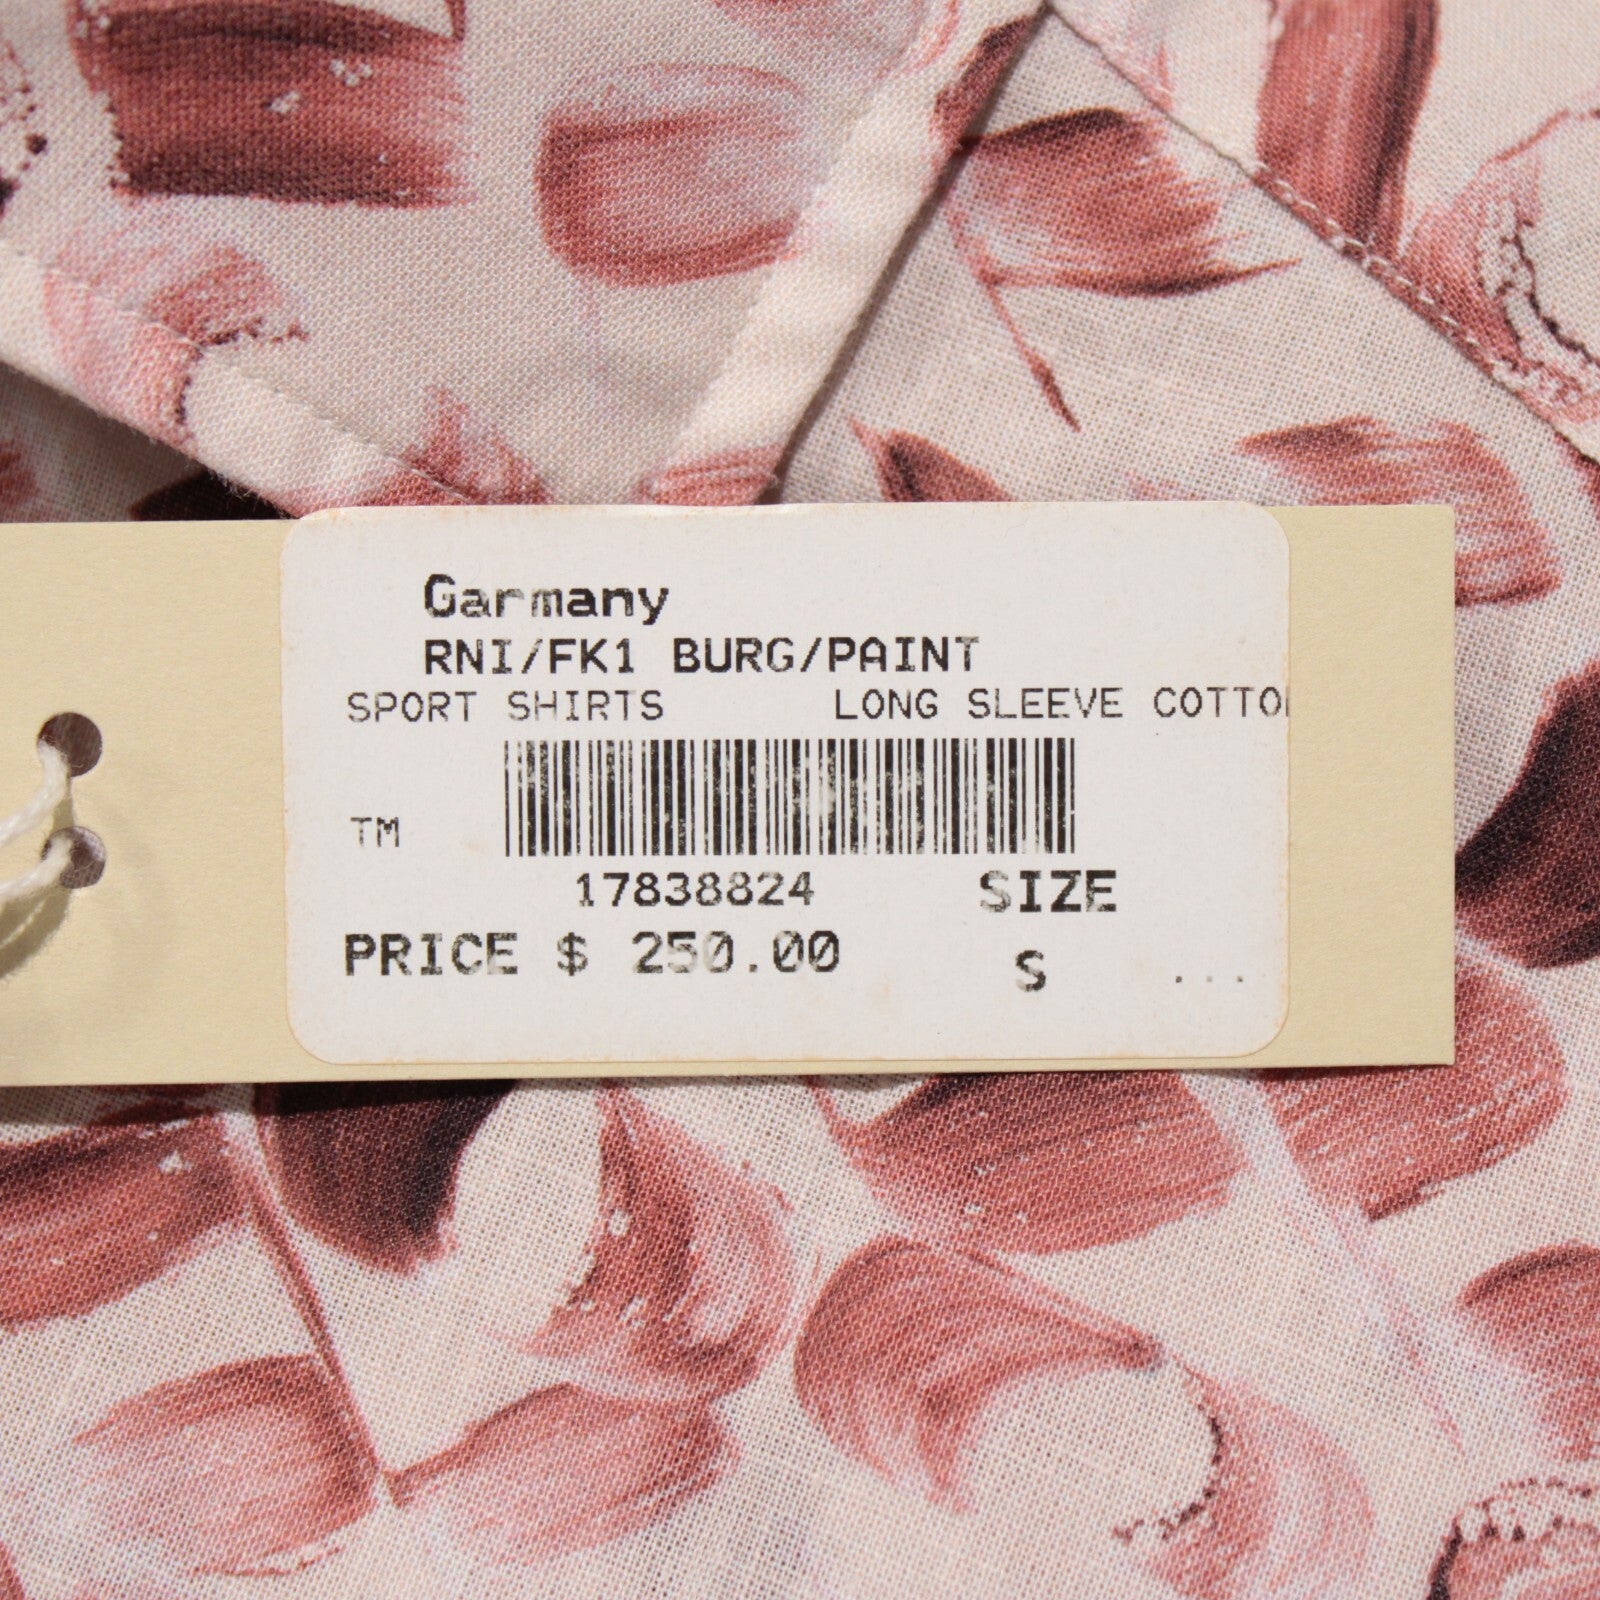 Garmany
RNI/FK1 BURG/PAINT
SPORT SHIRTS LONG SLEEVE COTTO
TM
17838824 SIZE
PRICE $ 250.00 S ...